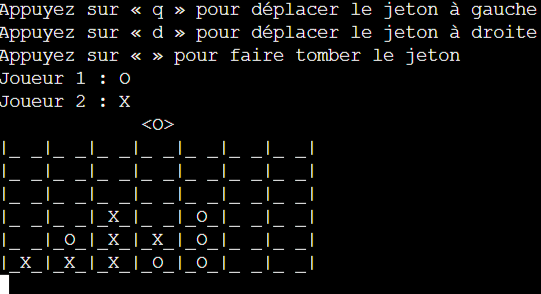 Appuyez sur « q » pour déplacer le jeton à gauche
Appuyez sur « d » pour déplacer le jeton à droite
Appuyez sur « » pour faire tomber le jeton
Joueur 1 : O
Joueur 2 : X
             <O>
|_ _|_ _|_ _|_ _|_ _|_ _|_ _|
|_ _|_ _|_ _|_ _|_ _|_ _|_ _|
|_ _|_ _|_ _|_ _|_ _|_ _|_ _|
|_ _|_ _|_X_|_ _|_O_|_ _|_ _|
|_ _|_O_|_X_|_X_|_O_|_ _|_ _|
|_X_|_X_|_X_|_O_|_O_|_ _|_ _|